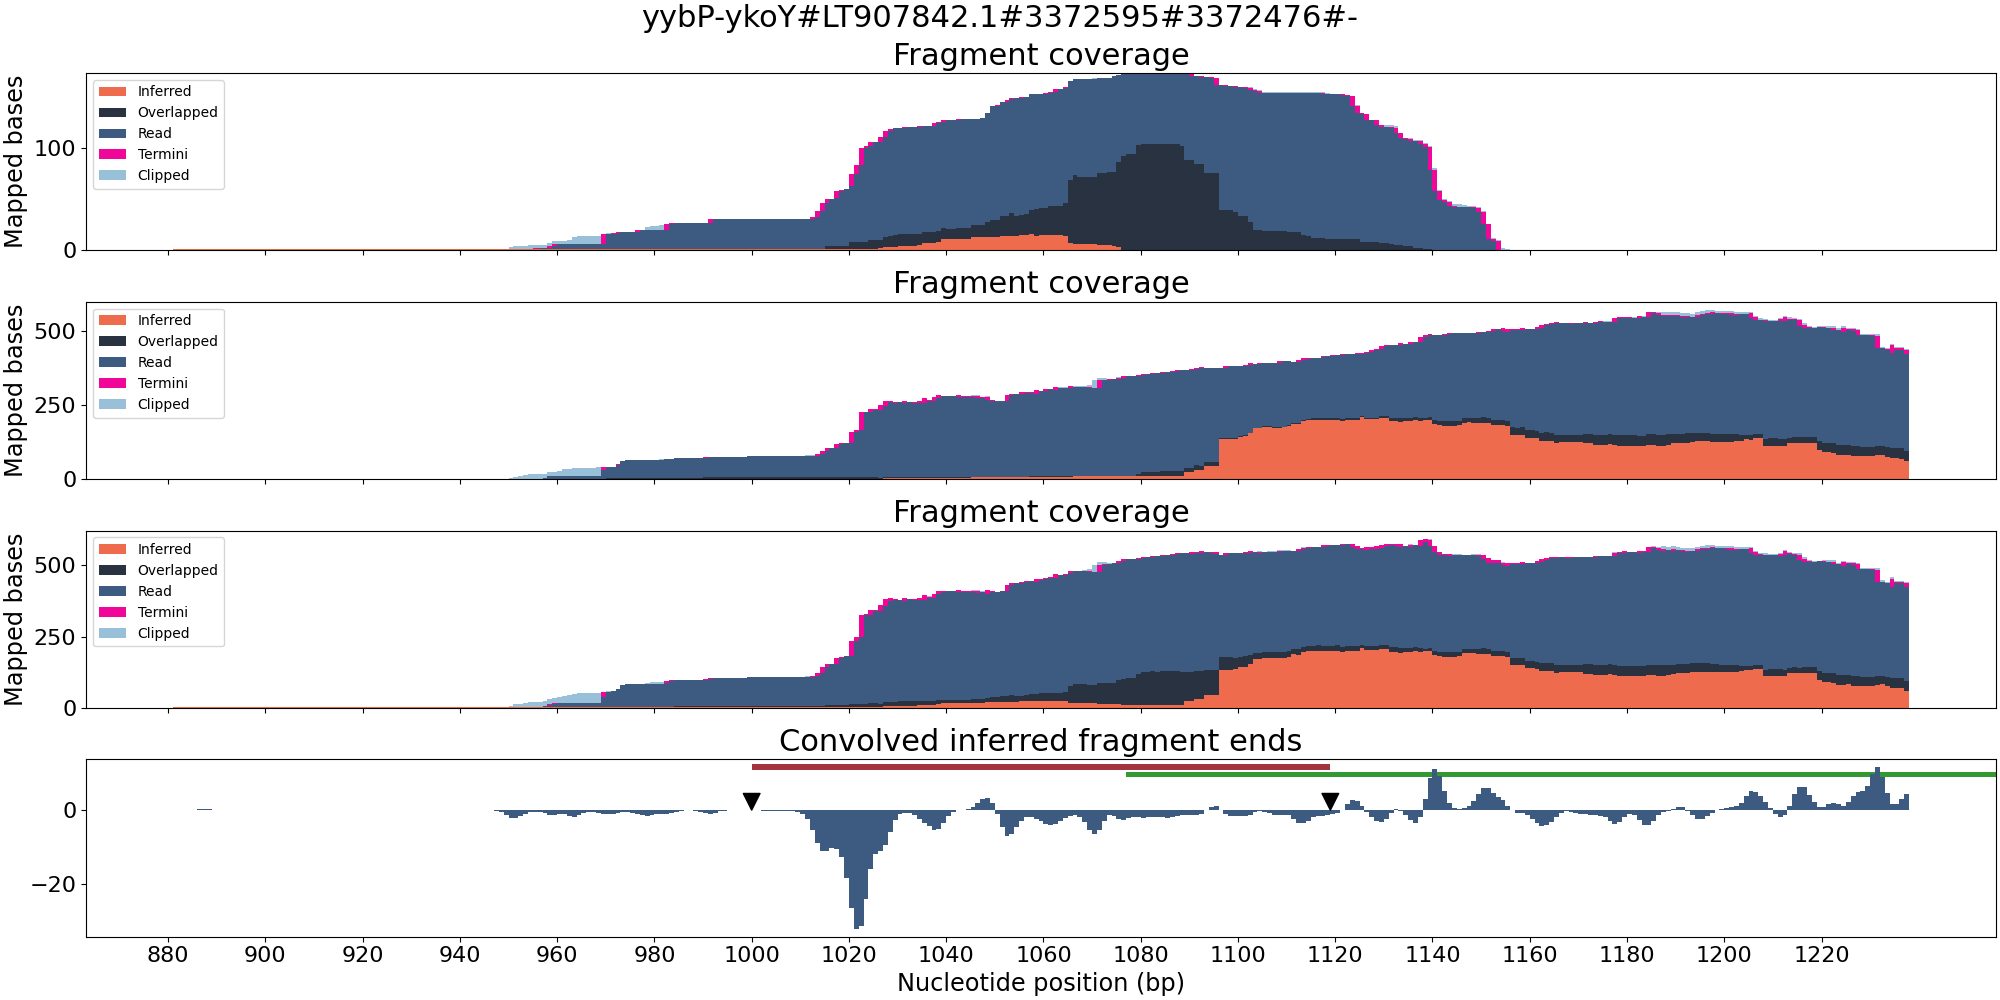 yybP-ykoY#LT907842.1#3372595#3372476#-
Fragment coverage
Mapped bases
100
0
Inferred
Overlapped
Read
Termini
Clipped
Fragment coverage
Mapped bases
500
250
0
Inferred
Overlapped
Read
Termini
Clipped
Fragment coverage
Mapped bases
500
250
0
Inferred
Overlapped
Read
Termini
Clipped
Convolved inferred fragment ends
0
−20
880 900 920 940 960 980 1000 1020 1040 1060 1080 1100 1120 1140 1160 1180 1200 1220
Nucleotide position (bp)